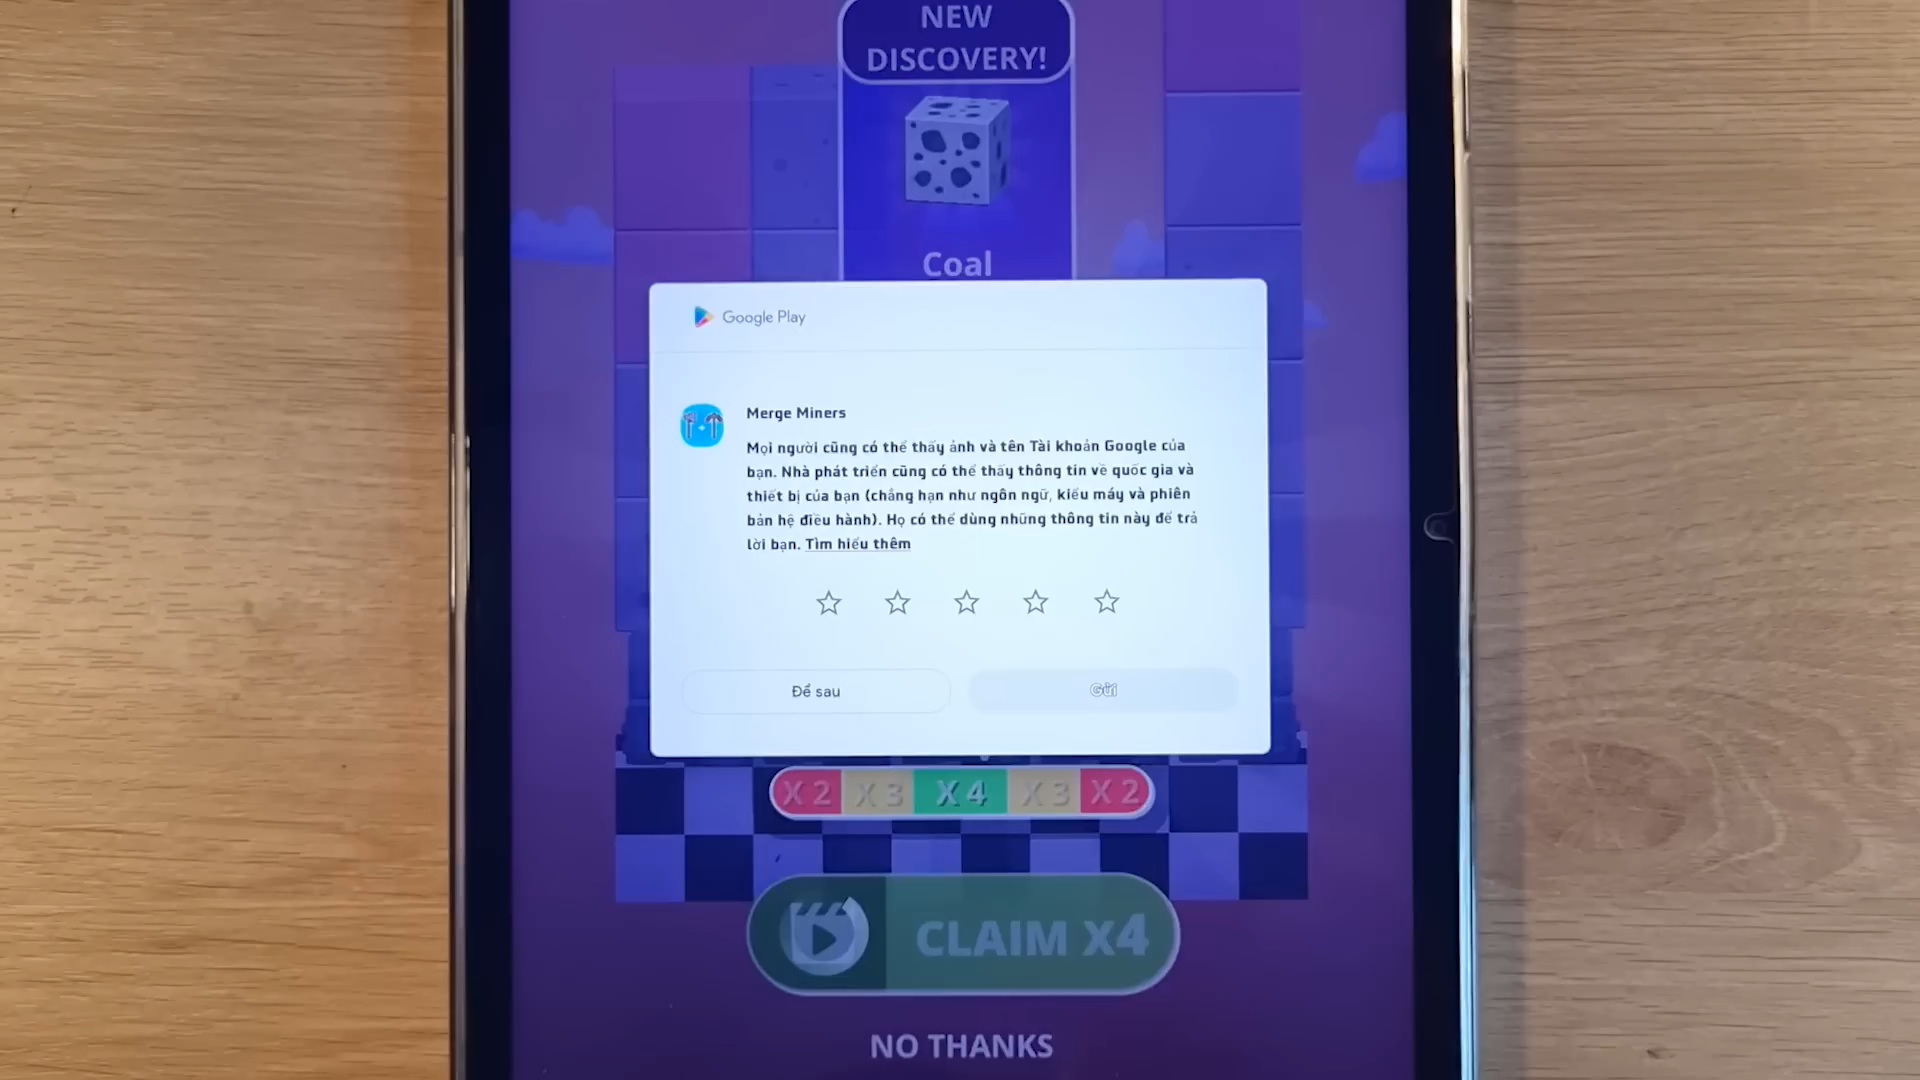 NEW
DISCOVERY!
Coal
Google Play
Merge Miners
Mọi người cũng có thể thấy ảnh và tên Tài khoản Google của
bạn. Nhà phát triển cũng có thể thấy thông tin về quốc gia và
thiết bị của bạn (chẳng hạn như ngôn ngữ, kiểu máy và phiên
bản hệ điều hành). Họ có thể dùng những thông tin này để trả
lời bạn. Tìm hiểu thêm
Để sau Gửi
X2 X3 X4 X3 X2
CLAIM X4
NO THANKS